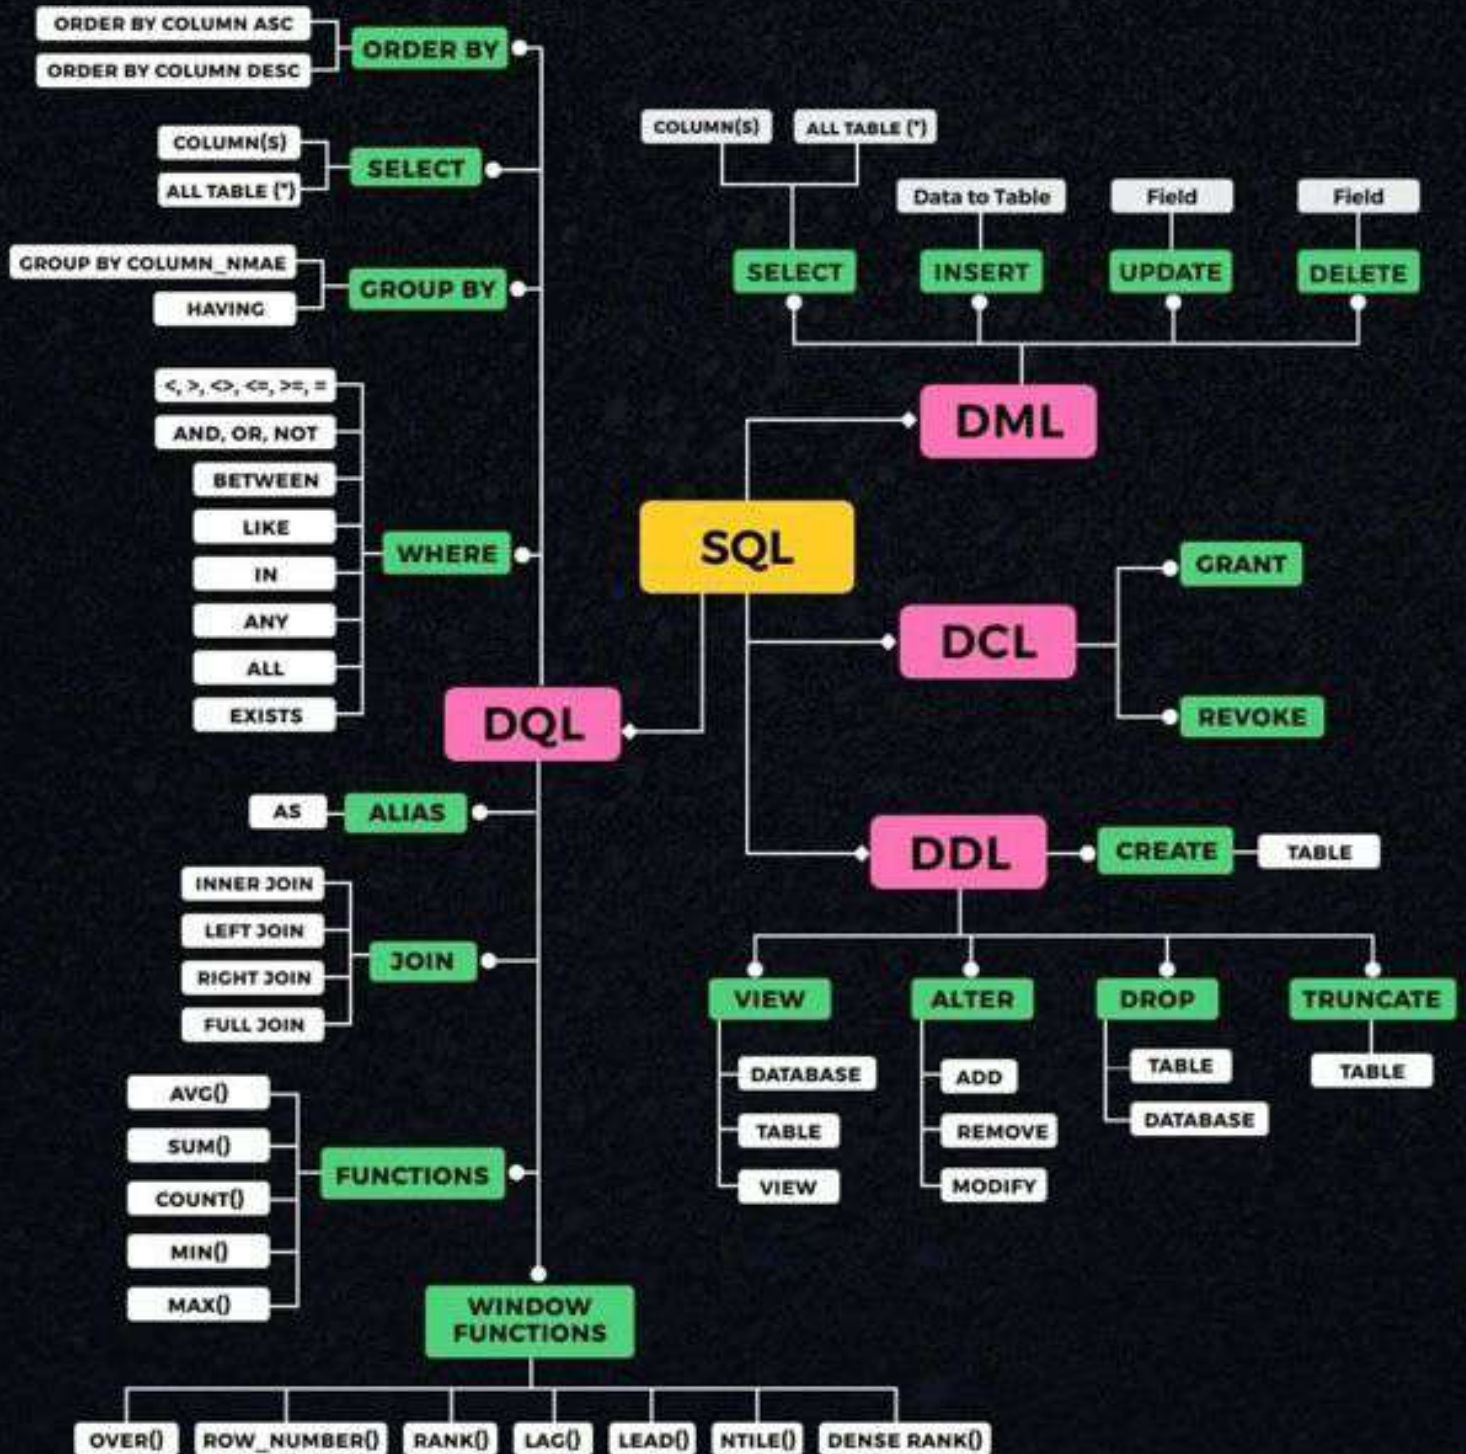 ORDER BY COLUMN ASC
ORDER BY COLUMN DESC
ORDER BY
COLUMN(S)
ALL TABLE (*)
SELECT
GROUP BY COLUMN_NMAE
HAVING
GROUP BY
<, >, <>, <=, >=, =
AND, OR, NOT
BETWEEN
LIKE
IN
ANY
ALL
EXISTS
WHERE
DQL
AS
ALIAS
INNER JOIN
LEFT JOIN
RIGHT JOIN
FULL JOIN
JOIN
AVG()
SUM()
COUNT()
MIN()
MAX()
FUNCTIONS
WINDOW
FUNCTIONS
OVER()
ROW_NUMBER()
RANK()
LAG()
LEAD()
NTILE()
DENSE RANK()
SQL
COLUMN(S)
ALL TABLE (*)
Data to Table
Field
Field
SELECT
INSERT
UPDATE
DELETE
DML
DCL
GRANT
REVOKE
DDL
CREATE
TABLE
VIEW
DATABASE
TABLE
VIEW
ALTER
ADD
REMOVE
MODIFY
DROP
TABLE
DATABASE
TRUNCATE
TABLE